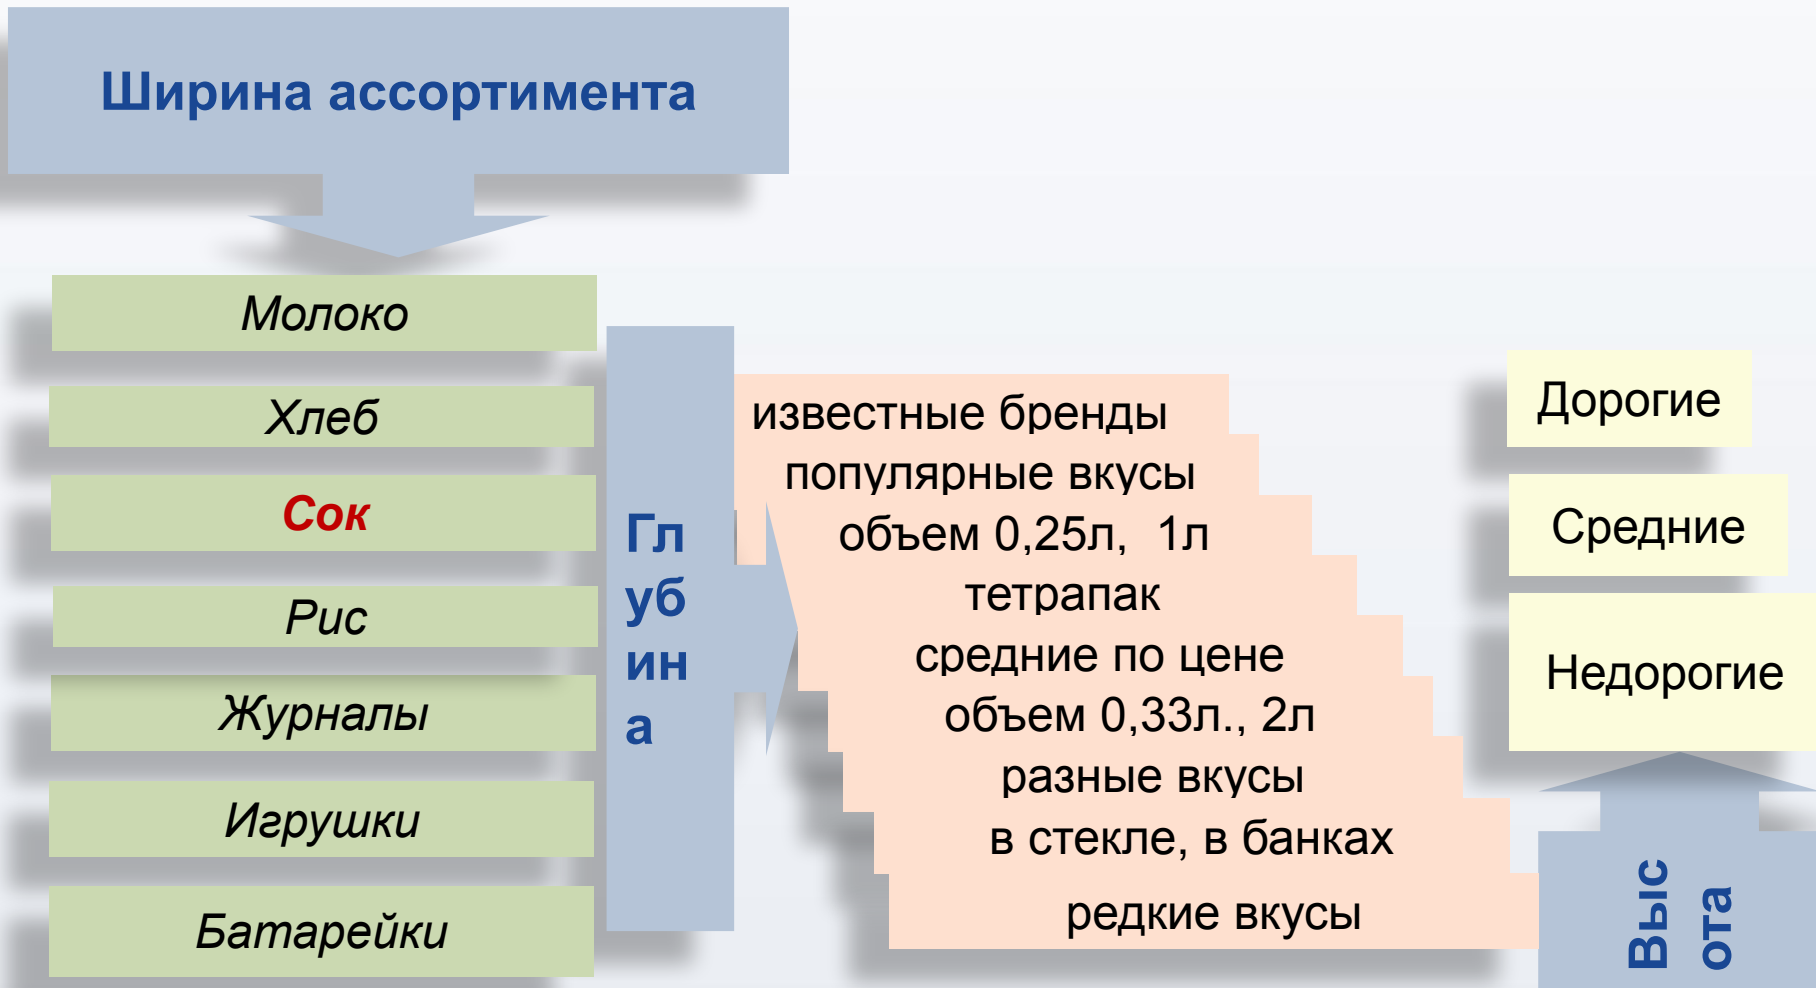 Ширина ассортимента
Молоко
Хлеб
Сок
Рис
Журналы
Игрушки
Батарейки
Гл
уб
ин
а
известные бренды
популярные вкусы
объем 0,25л, 1л
тетрапак
средние по цене
объем 0,33л., 2л
разные вкусы
в стекле, в банках
редкие вкусы
Дорогие
Средние
Недорогие
Выс
ота